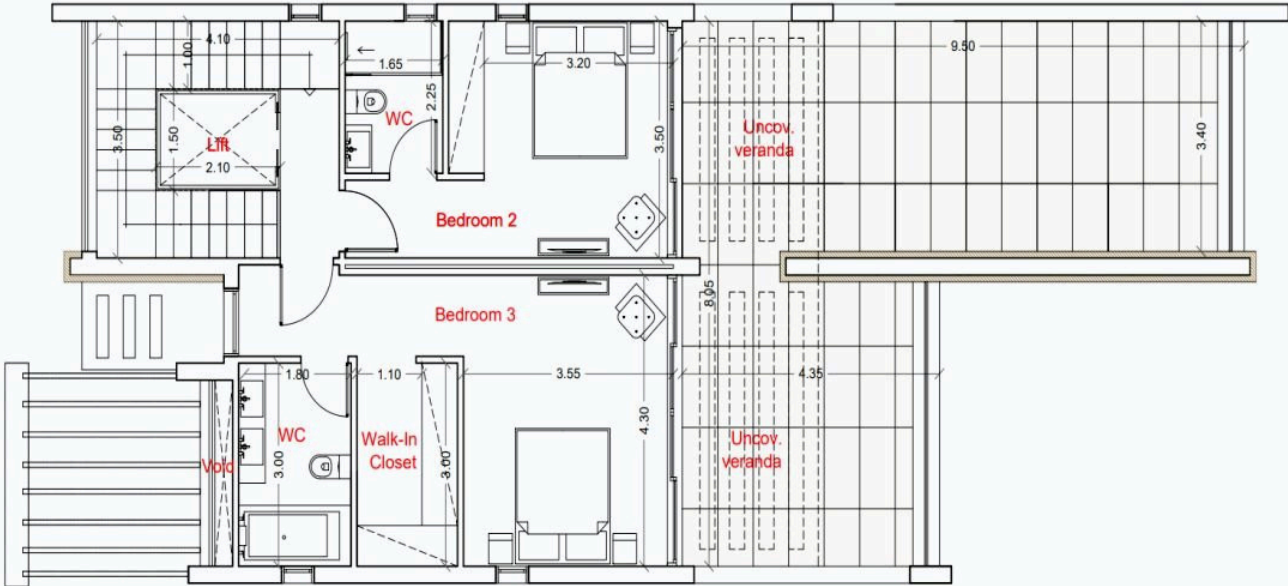 4.10
1.00
3.50
1.50
Lift
2.10
1.65
2.25
WC
3.20
3.50
Bedroom 2
9.50
Uncov.
veranda
3.40
8.05
Bedroom 3
1.80
1.10
3.55
4.35
4.30
WC
3.00
Walk-In
Closet
3.00
Void
Uncov.
veranda